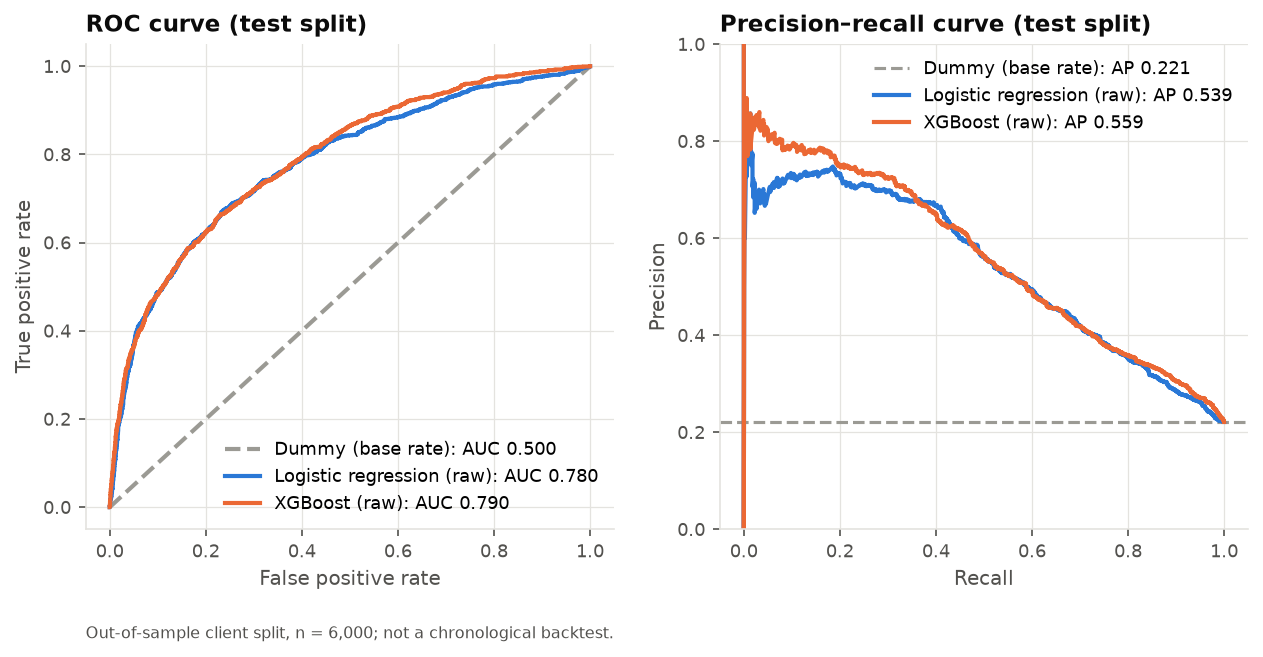 ROC curve (test split)
True positive rate
1.0
0.8
0.6
0.4
0.2
0.0
Dummy (base rate): AUC 0.500
Logistic regression (raw): AUC 0.780
XGBoost (raw): AUC 0.790
0.0 0.2 0.4 0.6 0.8 1.0
False positive rate
Precision–recall curve (test split)
Precision
1.0
0.8
0.6
0.4
0.2
0.0
Dummy (base rate): AP 0.221
Logistic regression (raw): AP 0.539
XGBoost (raw): AP 0.559
0.0 0.2 0.4 0.6 0.8 1.0
Recall
Out-of-sample client split, n = 6,000; not a chronological backtest.